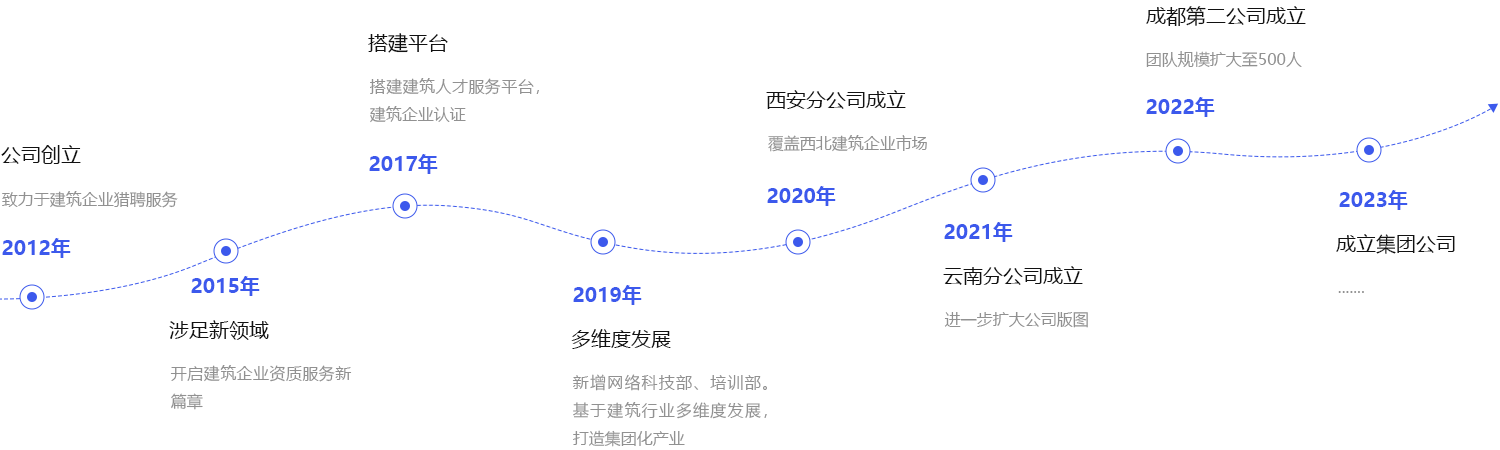 公司创立
致力于建筑企业猎聘服务
2012年
2015年
涉足新领域
开启建筑企业资质服务新
篇章
搭建平台
搭建建筑人才服务平台，
建筑企业认证
2017年
2019年
多维度发展
新增网络科技部、培训部。
基于建筑行业多维度发展，
打造集团化产业
西安分公司成立
覆盖西北建筑企业市场
2020年
2021年
云南分公司成立
进一步扩大公司版图
成都第二公司成立
团队规模扩大至500人
2022年
2023年
成立集团公司
.......